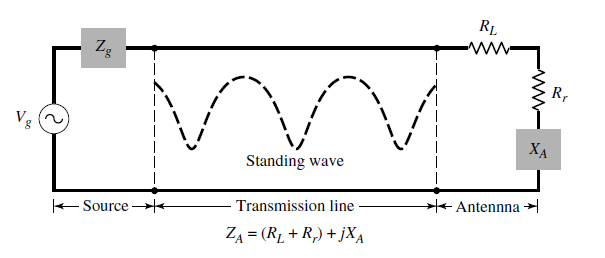 R_L
Z_g
R_r
V_g
X_A
Standing wave
Source
Transmission line
Antennna
Z_A = (R_L + R_r) + jX_A